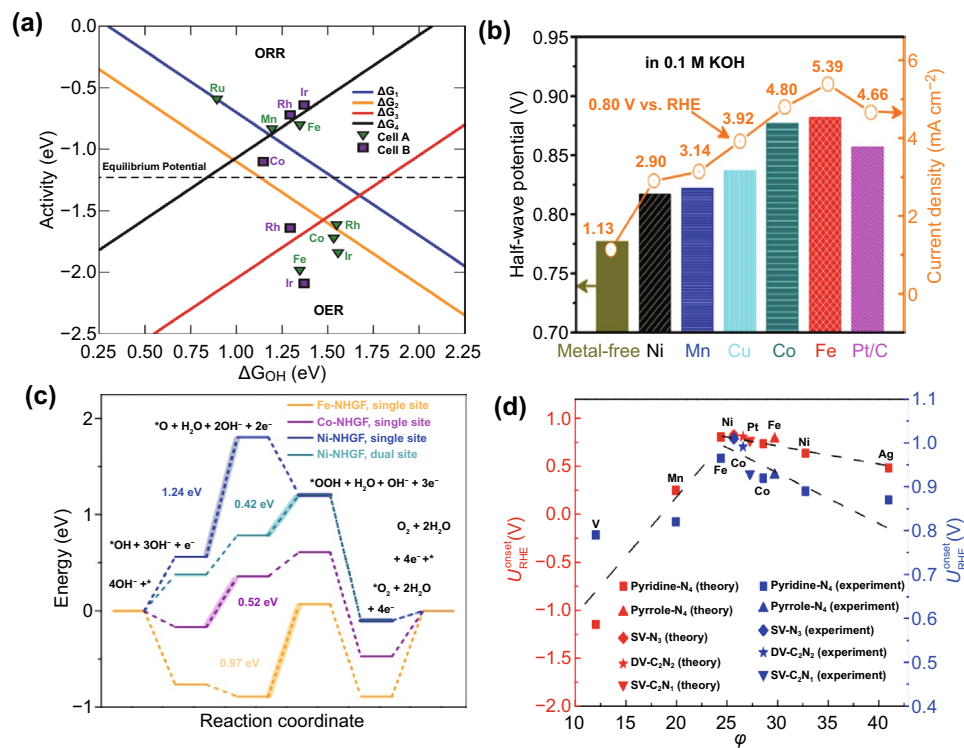 (a)
0.0
-0.5
-1.0
-1.5
-2.0
-2.5
Activity (eV)
ORR
Ru
Mn
Rh
Ir
Fe
Co
Equilibrium Potential
ΔG₁
ΔG₂
ΔG₃
ΔG₄
Cell A
Cell B
Rh
Rh
Co
Ir
Fe
Ir
OER
0.25 0.50 0.75 1.00 1.25 1.50 1.75 2.00 2.25
ΔG_OH (eV)
(b)
0.95
0.90
0.85
0.80
0.75
0.70
Half-wave potential (V)
in 0.1 M KOH
0.80 V vs. RHE
1.13
2.90
3.14
3.92
4.80
5.39
4.66
6
4
2
0
Current density (mA cm⁻²)
Metal-free Ni Mn Cu Co Fe Pt/C
(c)
2
1
0
−1
Energy (eV)
Fe-NHGF, single site
Co-NHGF, single site
Ni-NHGF, single site
Ni-NHGF, dual site
*O + H₂O + 2OH⁻ + 2e⁻
1.24 eV
0.42 eV
*OOH + H₂O + OH⁻ + 3e⁻
*OH + 3OH⁻ + e⁻
4OH⁻ +*
0.52 eV
0.97 eV
O₂ + 2H₂O
+ 4e⁻ +*
*O₂ + 2H₂O
+ 4e⁻
Reaction coordinate
(d)
2.0
1.5
1.0
0.5
0.0
-0.5
-1.0
-1.5
-2.0
U_RHE^onset(V)
V
Mn
Ni
Pt
Fe
Fe
Co
Co
Ni
Ag
Pyridine-N₄ (theory)
Pyrrole-N₄ (theory)
SV-N₃ (theory)
DV-C₂N₂ (theory)
SV-C₂N₁ (theory)
Pyridine-N₄ (experiment)
Pyrrole-N₄ (experiment)
SV-N₃ (experiment)
DV-C₂N₂ (experiment)
SV-C₂N₁ (experiment)
1.1
1.0
0.9
0.8
0.7
0.6
0.5
0.4
U_RHE^onset(V)
10 15 20 25 30 35 40
φ